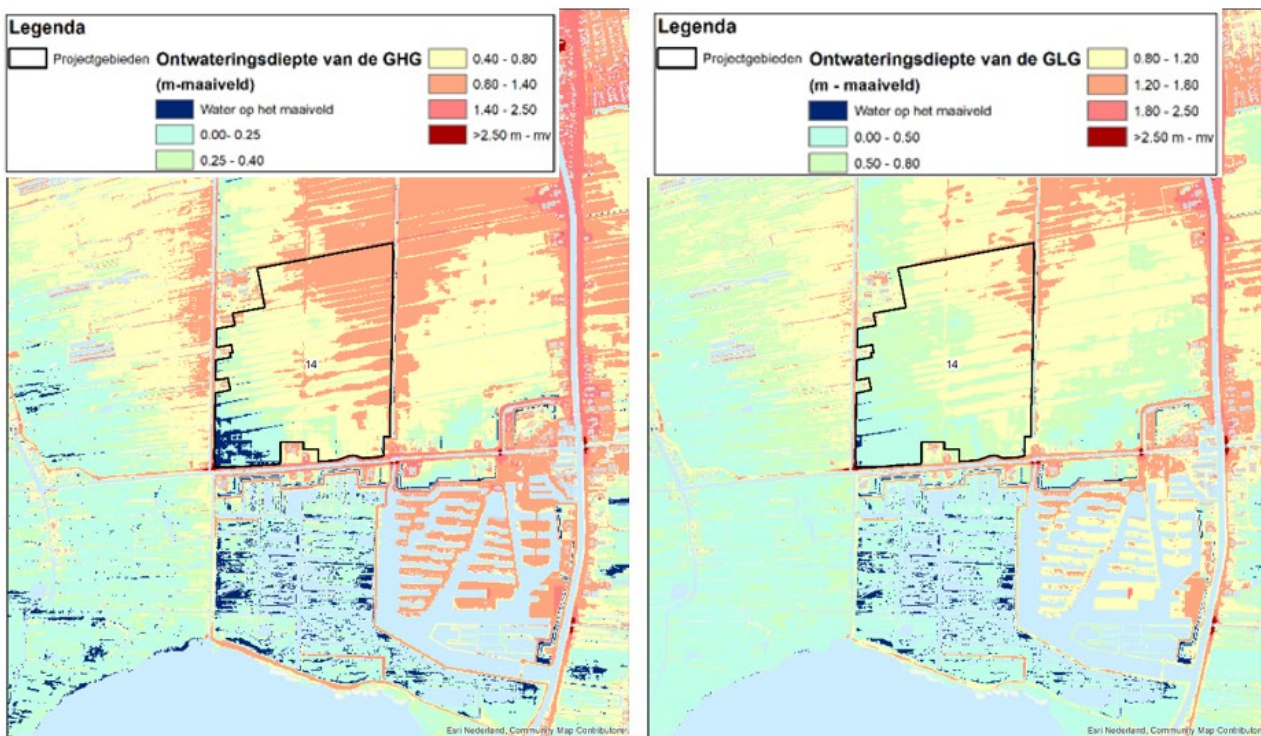 Legenda
Projectgebieden
Ontwateringsdiepte van de GHG
(m-maaiveld)
Water op het maaiveld
0.00- 0.25
0.25 - 0.40
0.40 - 0.80
0.80 - 1.40
1.40 - 2.50
>2.50 m - mv
14
Esri Nederland, Community Map Contributors
Legenda
Projectgebieden
Ontwateringsdiepte van de GLG
(m - maaiveld)
Water op het maaiveld
0.00 - 0.50
0.50 - 0.80
0.80 - 1.20
1.20 - 1.80
1.80 - 2.50
>2.50 m - mv
14
Esri Nederland, Community Map Contributors